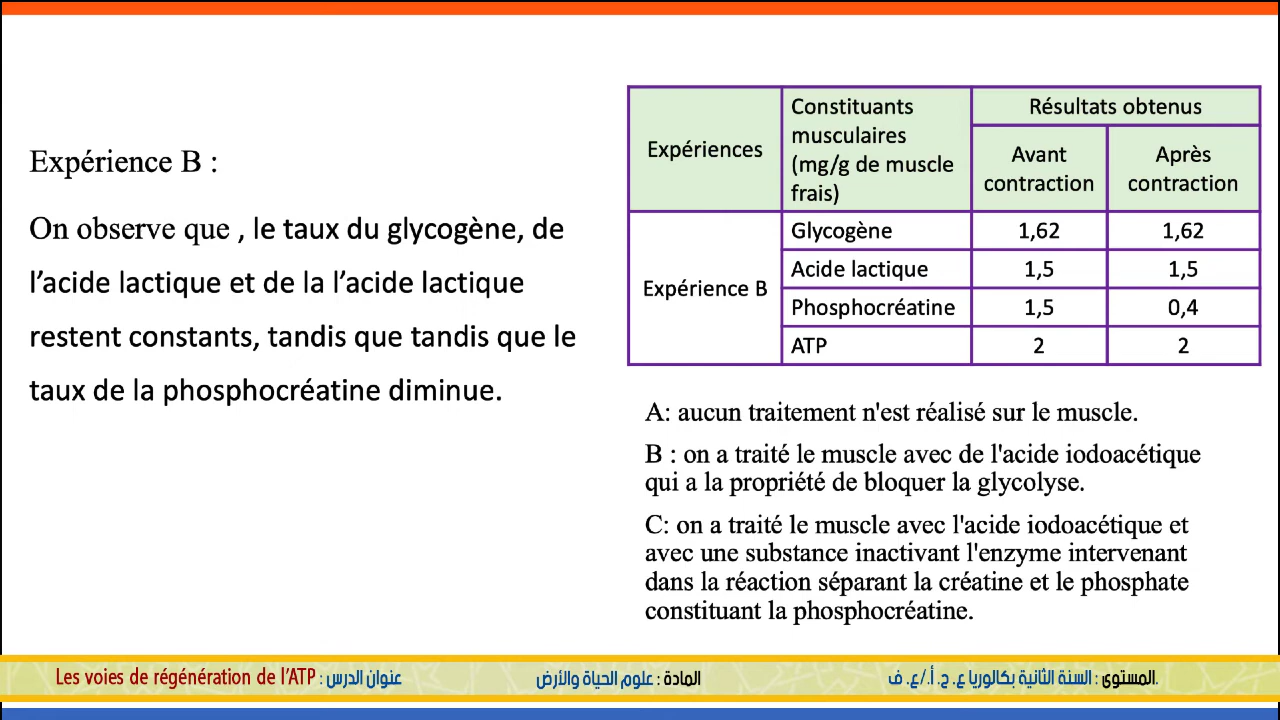 Expérience B :
On observe que , le taux du glycogène, de
l’acide lactique et de la l’acide lactique
restent constants, tandis que tandis que le
taux de la phosphocréatine diminue.
Expériences
Constituants
musculaires
(mg/g de muscle
frais)
Résultats obtenus
Avant
contraction
Après
contraction
Expérience B
Glycogène 1,62 1,62
Acide lactique 1,5 1,5
Phosphocréatine 1,5 0,4
ATP 2 2
A: aucun traitement n'est réalisé sur le muscle.
B : on a traité le muscle avec de l'acide iodoacétique
qui a la propriété de bloquer la glycolyse.
C: on a traité le muscle avec l'acide iodoacétique et
avec une substance inactivant l'enzyme intervenant
dans la réaction séparant la créatine et le phosphate
constituant la phosphocréatine.
المستوى : السنة الثانية بكالوريا ع. ح. أ./ع. ف.
المادة : علوم الحياة والأرض
عنوان الدرس : Les voies de régénération de l’ATP